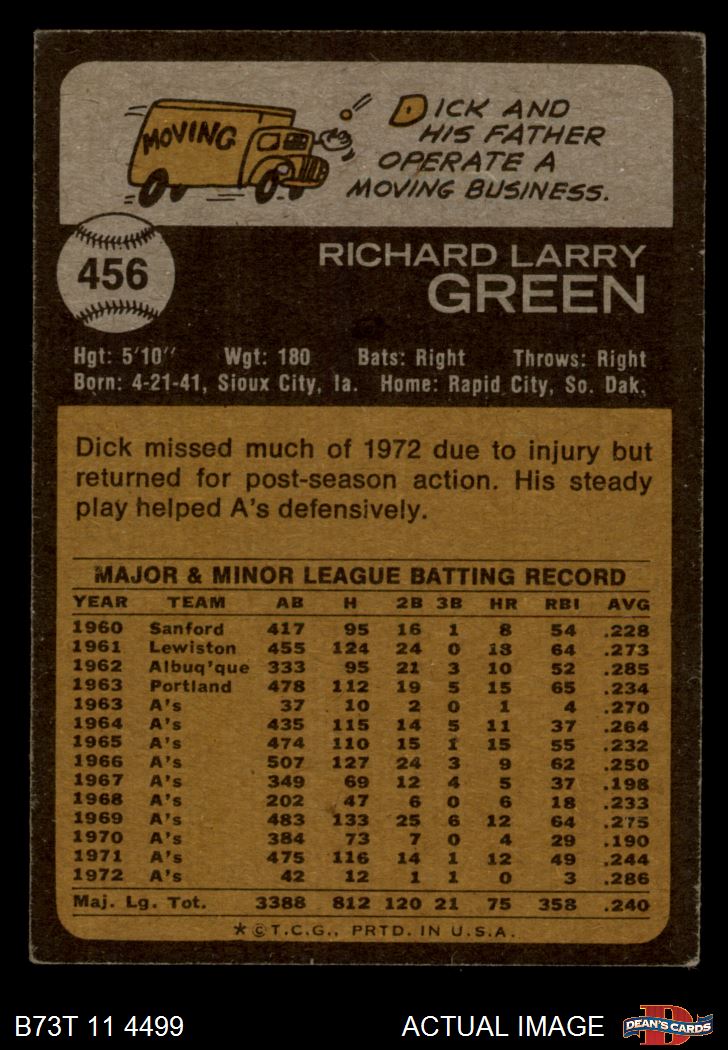 MOVING
DICK AND
HIS FATHER
OPERATE A
MOVING BUSINESS.
456
RICHARD LARRY
GREEN
Hgt: 5'10" Wgt: 180 Bats: Right Throws: Right
Born: 4-21-41, Sioux City, Ia. Home: Rapid City, So. Dak.
Dick missed much of 1972 due to injury but
returned for post-season action. His steady
play helped A's defensively.
MAJOR & MINOR LEAGUE BATTING RECORD
YEAR TEAM AB H 2B 3B HR RBI AVG
1960 Sanford 417 95 16 1 8 54 .228
1961 Lewiston 455 124 24 0 13 64 .273
1962 Albuq'que 333 95 21 3 10 52 .285
1963 Portland 478 112 19 5 15 65 .234
1963 A's 37 10 2 0 1 4 .270
1964 A's 435 115 14 5 11 37 .264
1965 A's 474 110 15 1 15 55 .232
1966 A's 507 127 24 3 9 62 .250
1967 A's 349 69 12 4 5 37 .198
1968 A's 202 47 6 0 6 18 .233
1969 A's 483 133 25 6 12 64 .275
1970 A's 384 73 7 0 4 29 .190
1971 A's 475 116 14 1 12 49 .244
1972 A's 42 12 1 1 0 3 .286
Maj. Lg. Tot. 3388 812 120 21 75 358 .240
* © T.C.G., PRTD. IN U.S.A.
B73T 11 4499 ACTUAL IMAGE D DEAN'S CARDS